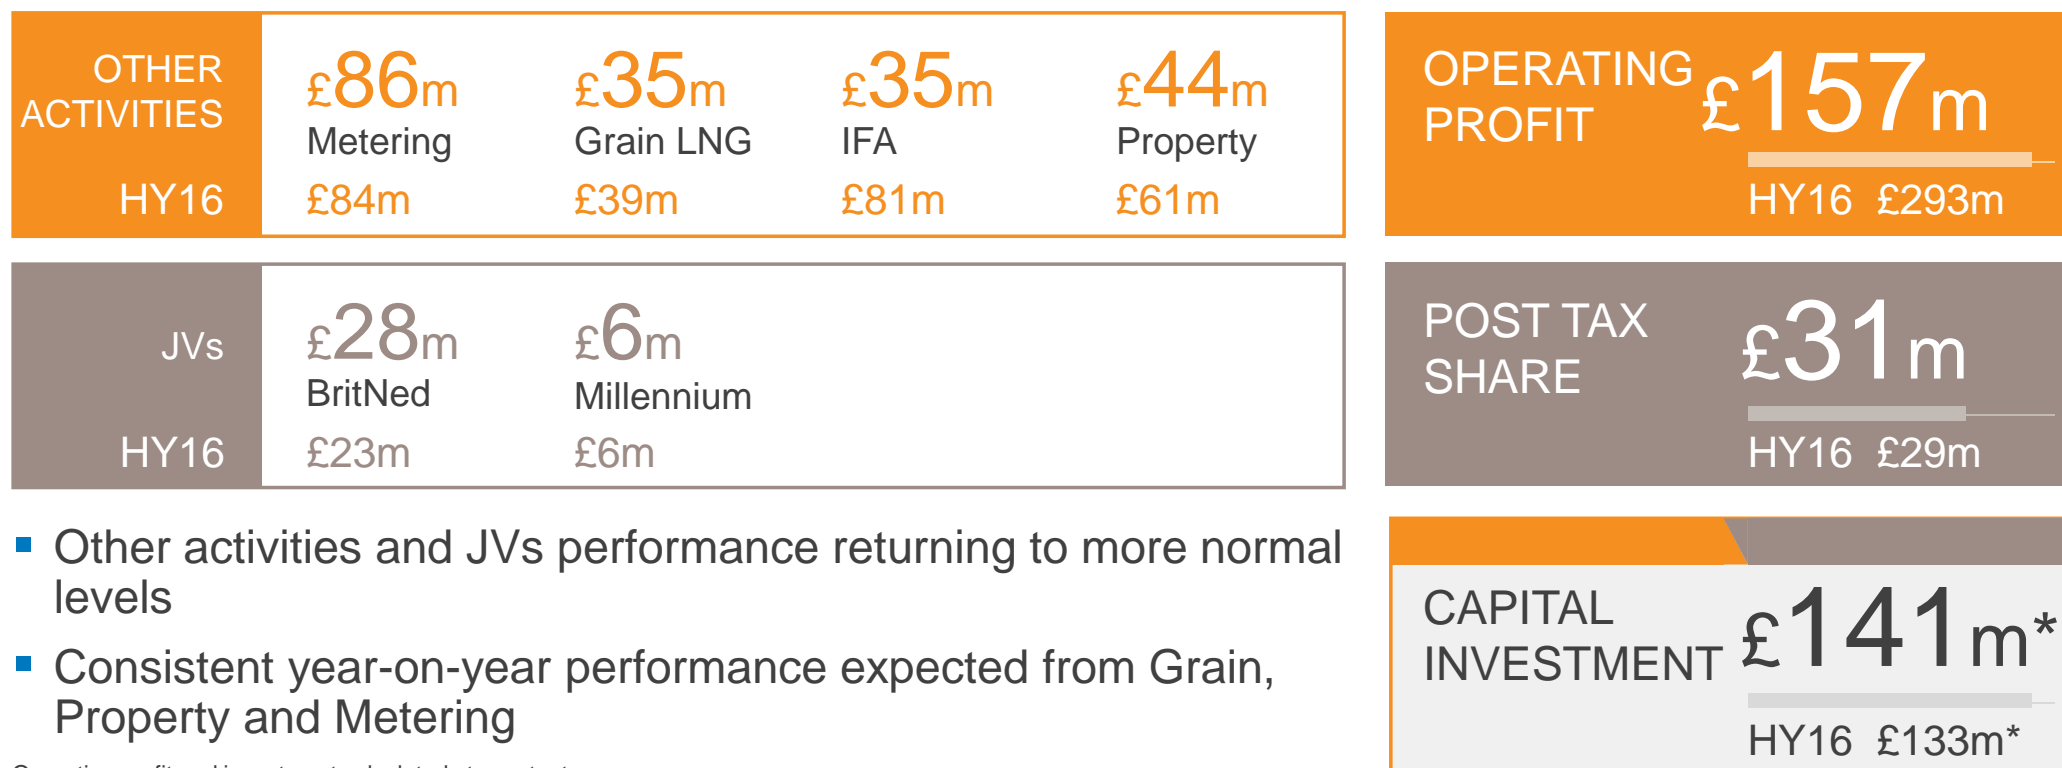 OTHER
ACTIVITIES
£86m £35m £35m £44m
Metering Grain LNG IFA Property
HY16 £84m £39m £81m £61m
OPERATING
PROFIT £157m
HY16 £293m
JVs £28m £6m
BritNed Millennium
HY16 £23m £6m
POST TAX
SHARE £31m
HY16 £29m
Other activities and JVs performance returning to more normal
levels
Consistent year-on-year performance expected from Grain,
Property and Metering
CAPITAL
INVESTMENT £141m*
HY16 £133m*